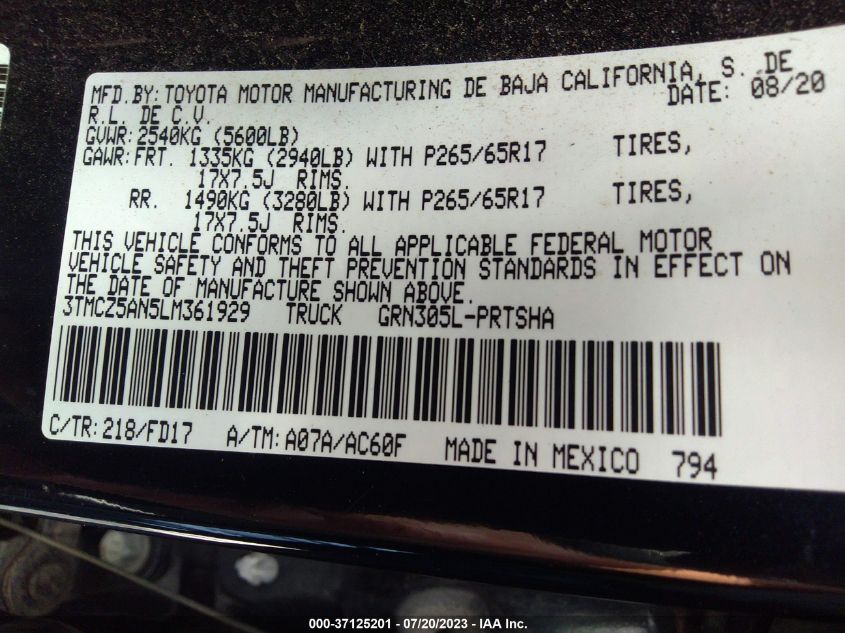 MFD.BY:TOYOTA MOTOR MANUFACTURING DE BAJA CALIFORNIA, S. DE
R.L. DE C.V. DATE: 08/20
GVWR:2540KG (5600LB)
GAWR:FRT. 1335KG (2940LB) WITH P265/65R17 TIRES,
17X7.5J RIMS.
RR. 1490KG (3280LB) WITH P265/65R17 TIRES,
17X7.5J RIMS.
THIS VEHICLE CONFORMS TO ALL APPLICABLE FEDERAL MOTOR
VEHICLE SAFETY AND THEFT PREVENTION STANDARDS IN EFFECT ON
THE DATE OF MANUFACTURE SHOWN ABOVE.
3TMCZ5AN5LM361929 TRUCK GRN305L-PRTSHA
C/TR:218/FD17 A/TM:A07A/AC60F MADE IN MEXICO 794
000-37125201 - 07/20/2023 - IAA Inc.